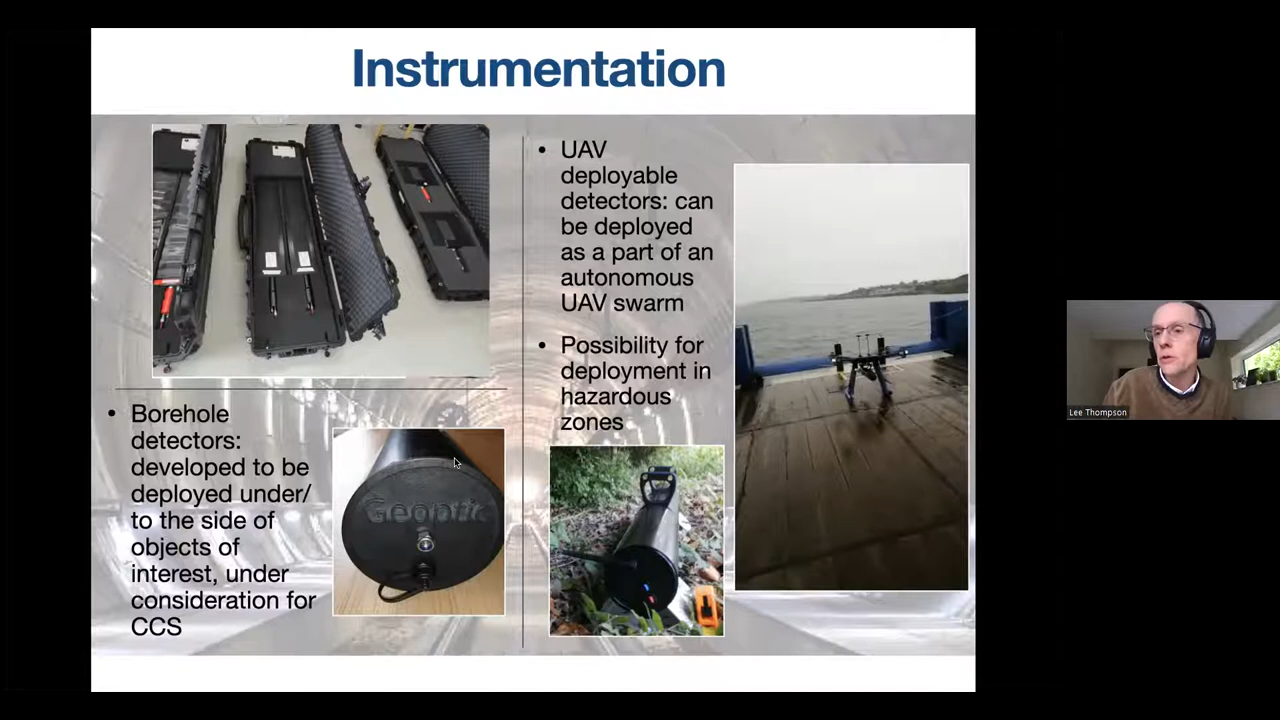 Instrumentation
• Borehole
detectors:
developed to be
deployed under/
to the side of
objects of
interest, under
consideration for
CCS
Geoptic
• UAV
deployable
detectors: can
be deployed
as a part of an
autonomous
UAV swarm
• Possibility for
deployment in
hazardous
zones
Lee Thompson